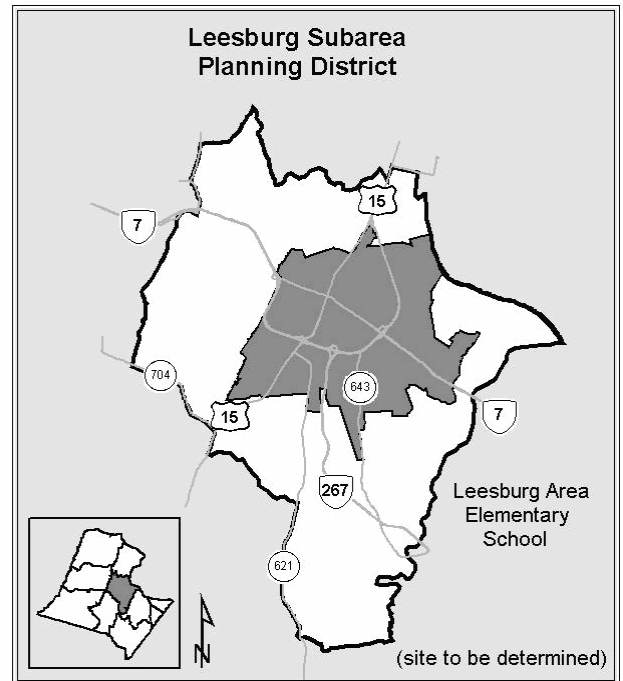 Leesburg Subarea
Planning District
15
7
704
15
643
7
267
Leesburg Area
Elementary
School
621
N
(site to be determined)